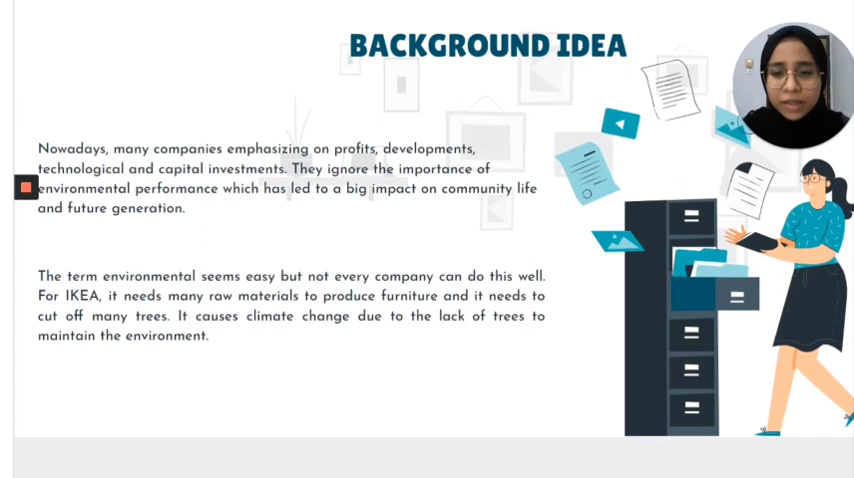 BACKGROUND IDEA
Nowadays, many companies emphasizing on profits, developments,
technological and capital investments. They ignore the importance of
environmental performance which has led to a big impact on community life
and future generation.
The term environmental seems easy but not every company can do this well.
For IKEA, it needs many raw materials to produce furniture and it needs to
cut off many trees. It causes climate change due to the lack of trees to
maintain the environment.